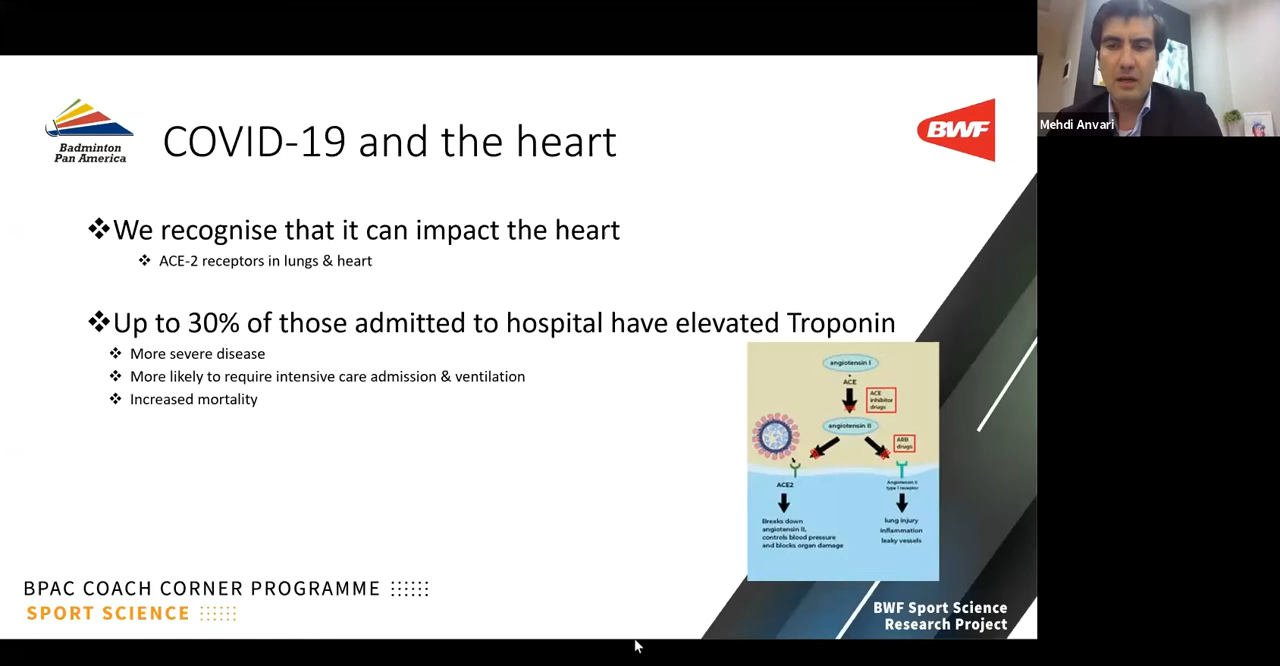 Badminton
Pan America
COVID-19 and the heart
BWF
Mehdi Anvari
❖We recognise that it can impact the heart
❖ ACE-2 receptors in lungs & heart
❖Up to 30% of those admitted to hospital have elevated Troponin
❖ More severe disease
❖ More likely to require intensive care admission & ventilation
❖ Increased mortality
angiotensin I
ACE
ACE
inhibitor
drugs
angiotensin II
ARB
drugs
ACE2
Angiotensin II
type I receptor
Breaks down
angiotensin II,
controls blood pressure
and blocks organ damage
lung injury
inflammation
leaky vessels
BPAC COACH CORNER PROGRAMME
SPORT SCIENCE
BWF Sport Science
Research Project